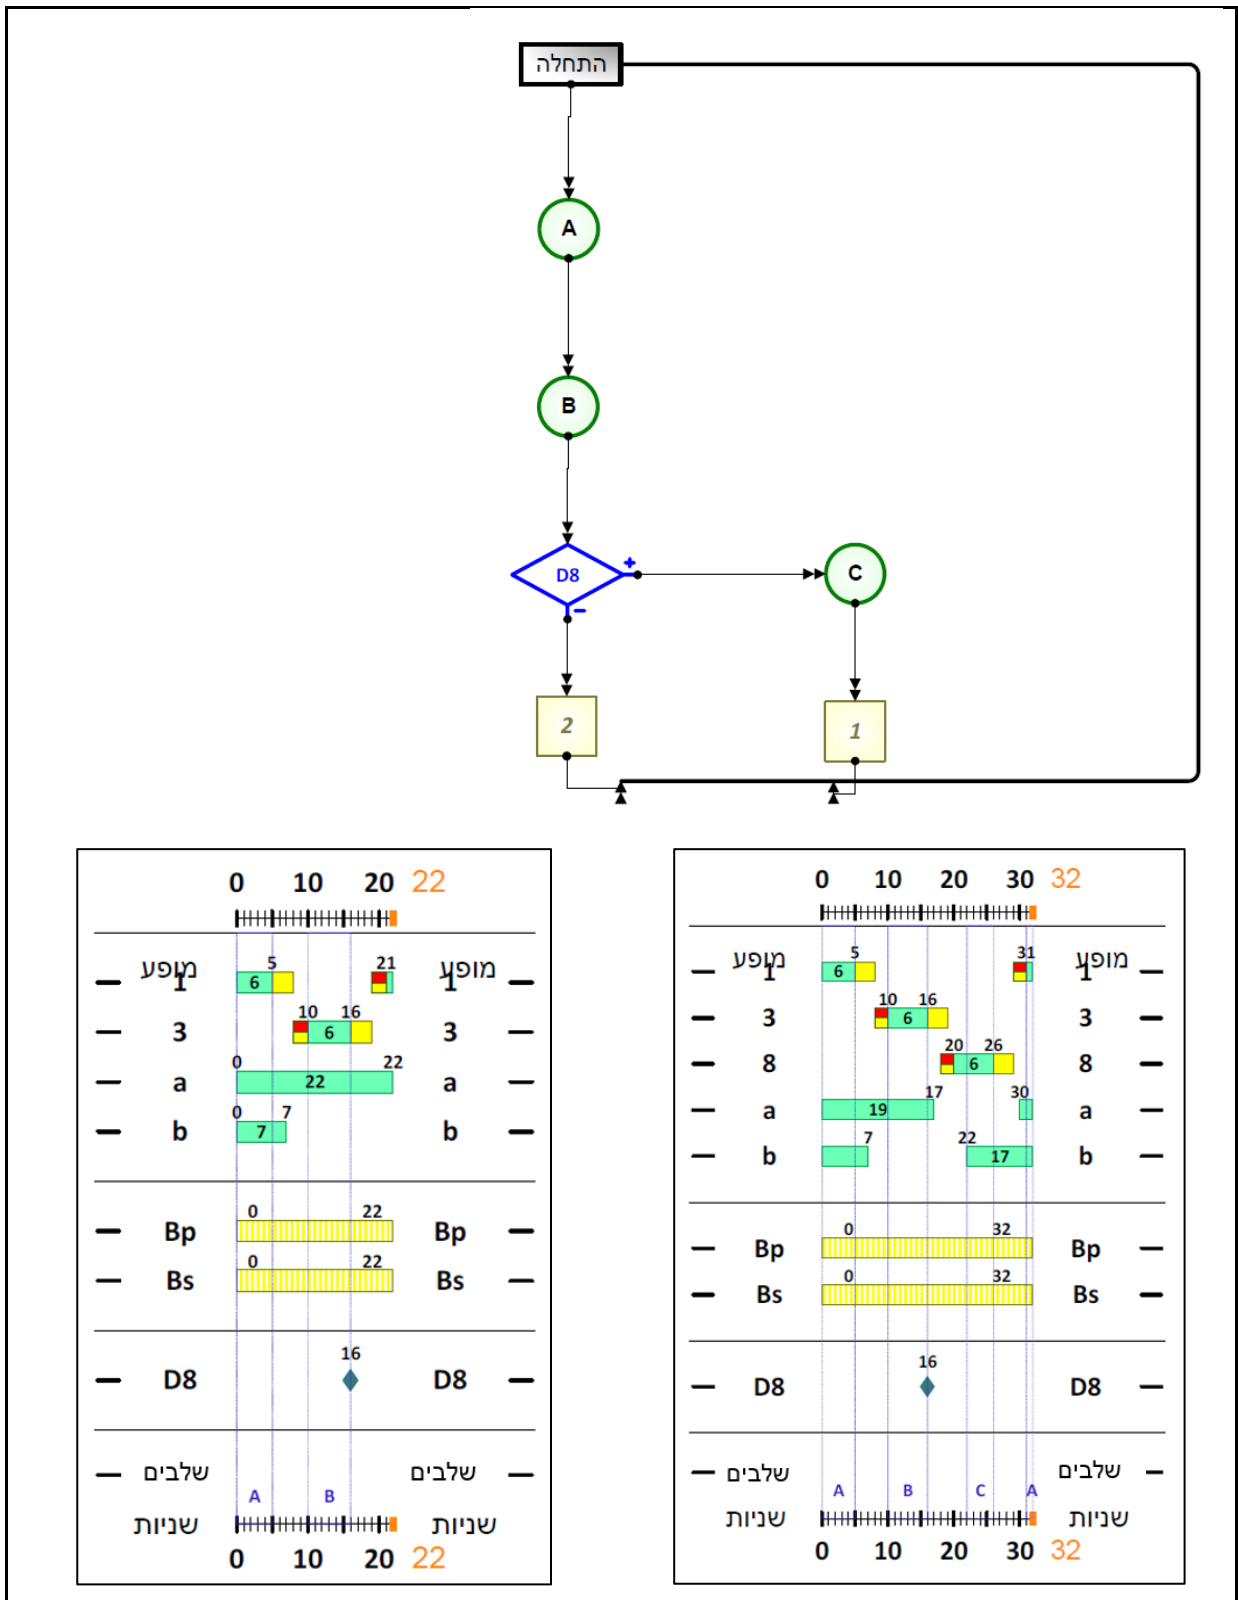 התחלה
A
B
D8
+
−
C
2
1
0 10 20 22
מופע 5 21 מופע
1 6 1
10 16
3 6 3
0 22
a 22 a
0 7
b 7 b
0 22
Bp Bp
0 22
Bs Bs
16
D8 D8
שלבים שלבים
A B
שניות שניות
0 10 20 22
0 10 20 30 32
מופע 5 31 מופע
1 6 1
10 16
3 6 3
20 26
8 6 8
17 30
a 19 a
7 22
b 17 b
0 32
Bp Bp
0 32
Bs Bs
16
D8 D8
שלבים שלבים
A B C A
שניות שניות
0 10 20 30 32